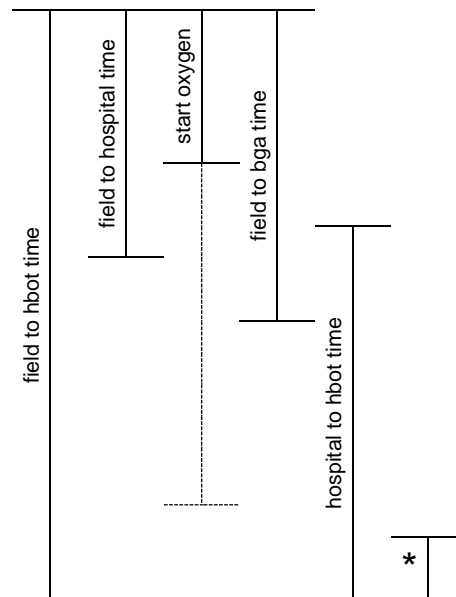 field to hbot time
field to hospital time
start oxygen
field to bga time
hospital to hbot time
*